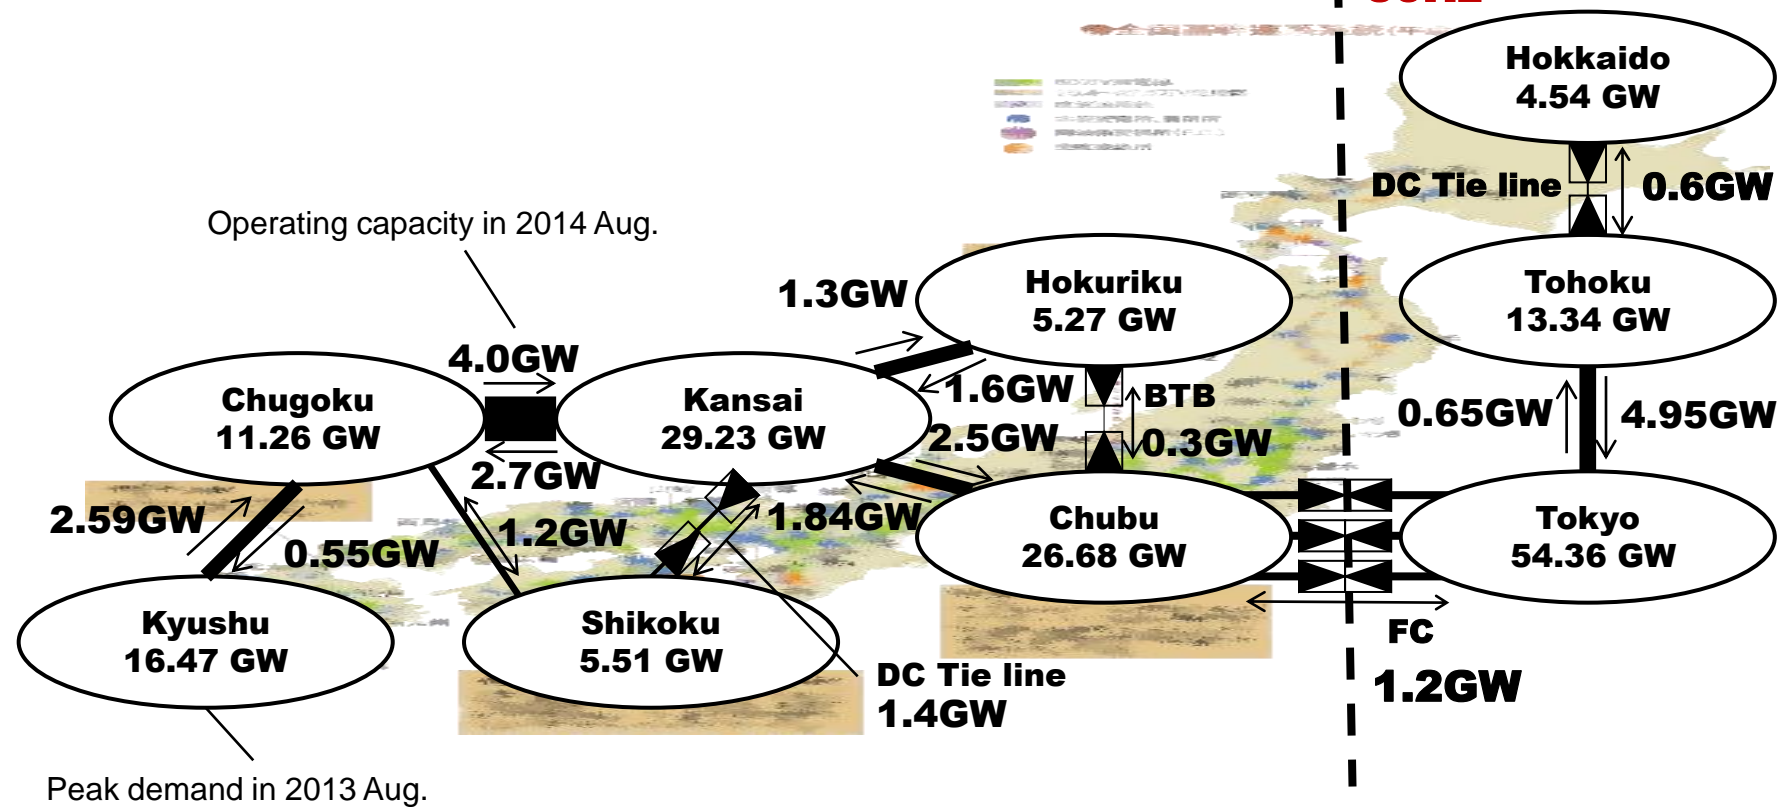 Hokkaido
4.54 GW
DC Tie line
0.6GW
Operating capacity in 2014 Aug.
1.3GW
Hokuriku
5.27 GW
Tohoku
13.34 GW
4.0GW
Chugoku
11.26 GW
Kansai
29.23 GW
1.6GW
BTB
0.3GW
0.65GW
4.95GW
2.7GW
2.5GW
2.59GW
0.55GW
1.2GW
1.84GW
Chubu
26.68 GW
Tokyo
54.36 GW
Kyushu
16.47 GW
Shikoku
5.51 GW
DC Tie line
1.4GW
FC
1.2GW
Peak demand in 2013 Aug.